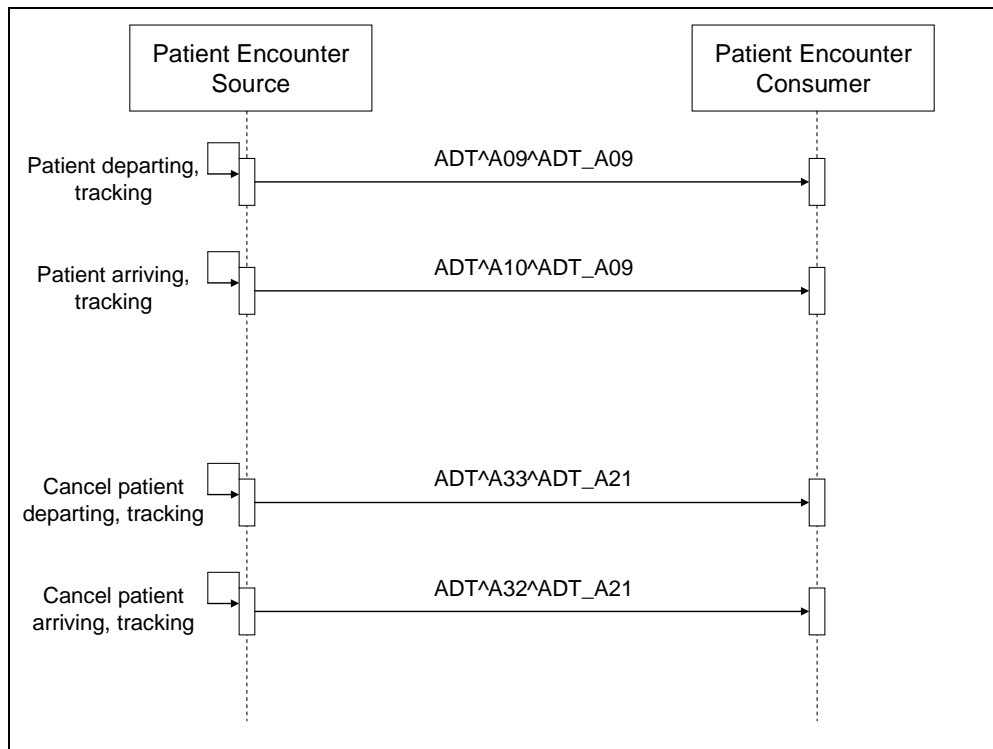 Patient Encounter
Source
Patient Encounter
Consumer
Patient departing,
tracking
ADT^A09^ADT_A09
Patient arriving,
tracking
ADT^A10^ADT_A09
Cancel patient
departing, tracking
ADT^A33^ADT_A21
Cancel patient
arriving, tracking
ADT^A32^ADT_A21